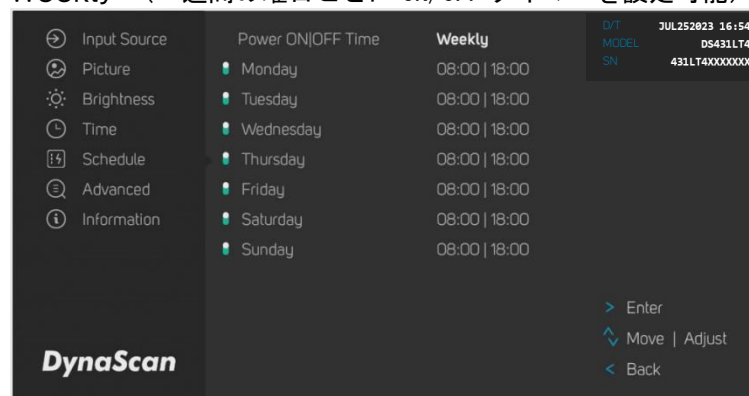 Input Source
Picture
Brightness
Time
Schedule
Advanced
Information
DynaScan
Power ON|OFF Time Weekly
Monday 08:00 | 18:00
Tuesday 08:00 | 18:00
Wednesday 08:00 | 18:00
Thursday 08:00 | 18:00
Friday 08:00 | 18:00
Saturday 08:00 | 18:00
Sunday 08:00 | 18:00
D/T JUL252023 16:54
MODEL DS431LT4
SN 431LT4XXXXXXX
> Enter
Move | Adjust
< Back